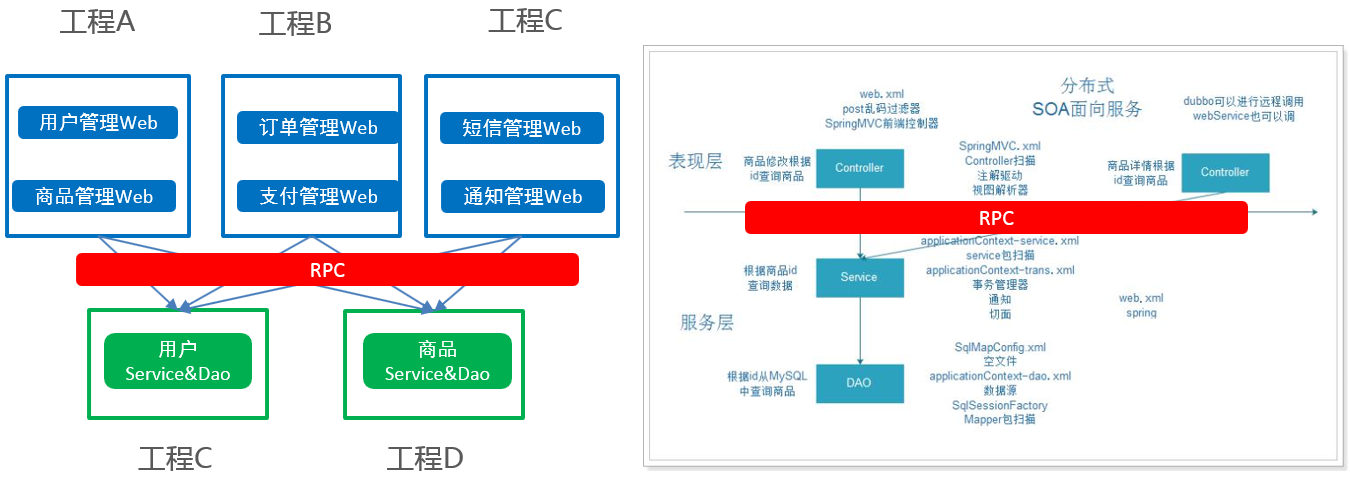 工程A
工程B
工程C
用户管理Web
商品管理Web
订单管理Web
支付管理Web
短信管理Web
通知管理Web
RPC
用户
Service&Dao
商品
Service&Dao
工程C
工程D
分布式
SOA面向服务
web.xml
post乱码过滤器
SpringMVC前端控制器
dubbo可以进行远程调用
webService也可以调
表现层
商品修改根据
id查询商品
Controller
SpringMVC.xml
Controller扫描
注解驱动
视图解析器
商品详情根据
id查询商品
Controller
RPC
根据商品id
查询数据
Service
applicationContext-service.xml
service包扫描
applicationContext-trans.xml
事务管理器
通知
切面
web.xml
spring
服务层
根据id从MySQL
中查询商品
DAO
SqlMapConfig.xml
空文件
applicationContext-dao.xml
数据源
SqlSessionFactory
Mapper包扫描